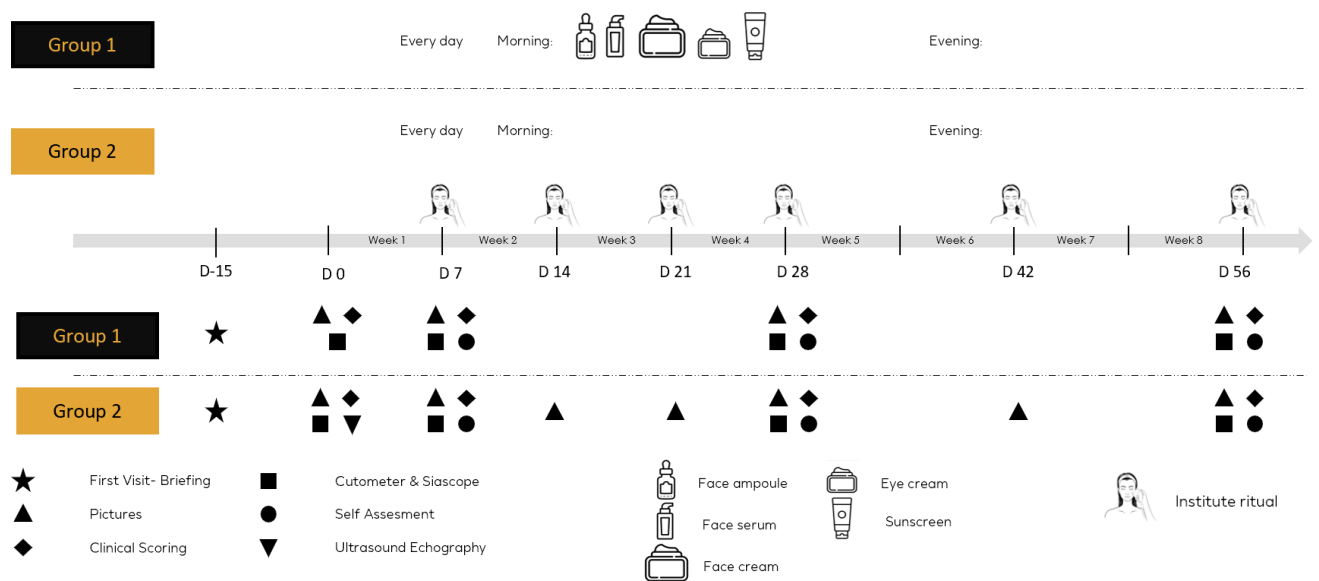 Group 1
Every day Morning: Evening:
Group 2
Every day Morning: Evening:
Week 1 Week 2 Week 3 Week 4 Week 5 Week 6 Week 7 Week 8
D-15 D 0 D 7 D 14 D 21 D 28 D 42 D 56
Group 1
Group 2
First Visit- Briefing
Cutometer & Siascope
Face ampoule
Eye cream
Pictures
Self Assesment
Face serum
Sunscreen
Institute ritual
Clinical Scoring
Ultrasound Echography
Face cream